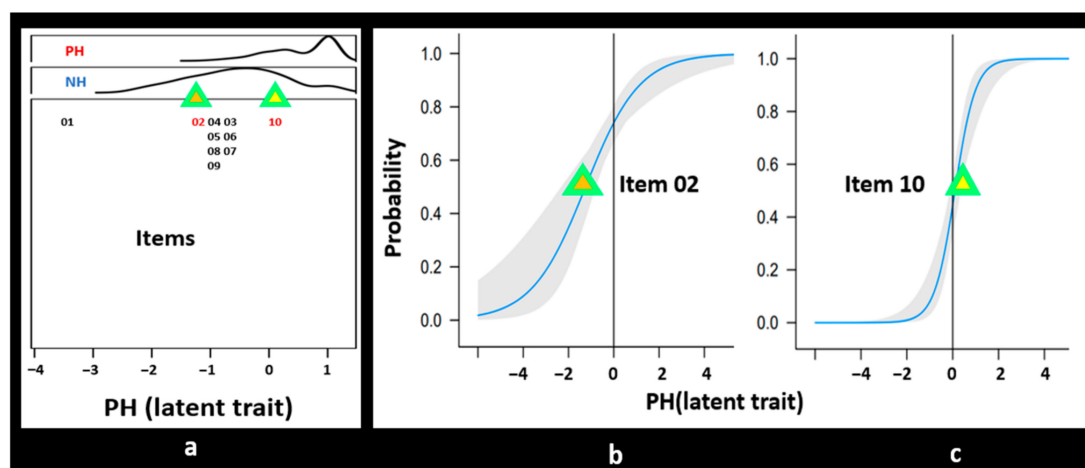 PH
NH
01
02 04 03
10
05 06
08 07
09
Items
−4 −3 −2 −1 0 1
PH (latent trait)
a
Probability
1.0
0.8
0.6
0.4
0.2
0.0
Item 02
−6 −2 0 2 4
1.0
0.8
0.6
0.4
0.2
0.0
Item 10
−6 −2 0 2 4
PH(latent trait)
b
c